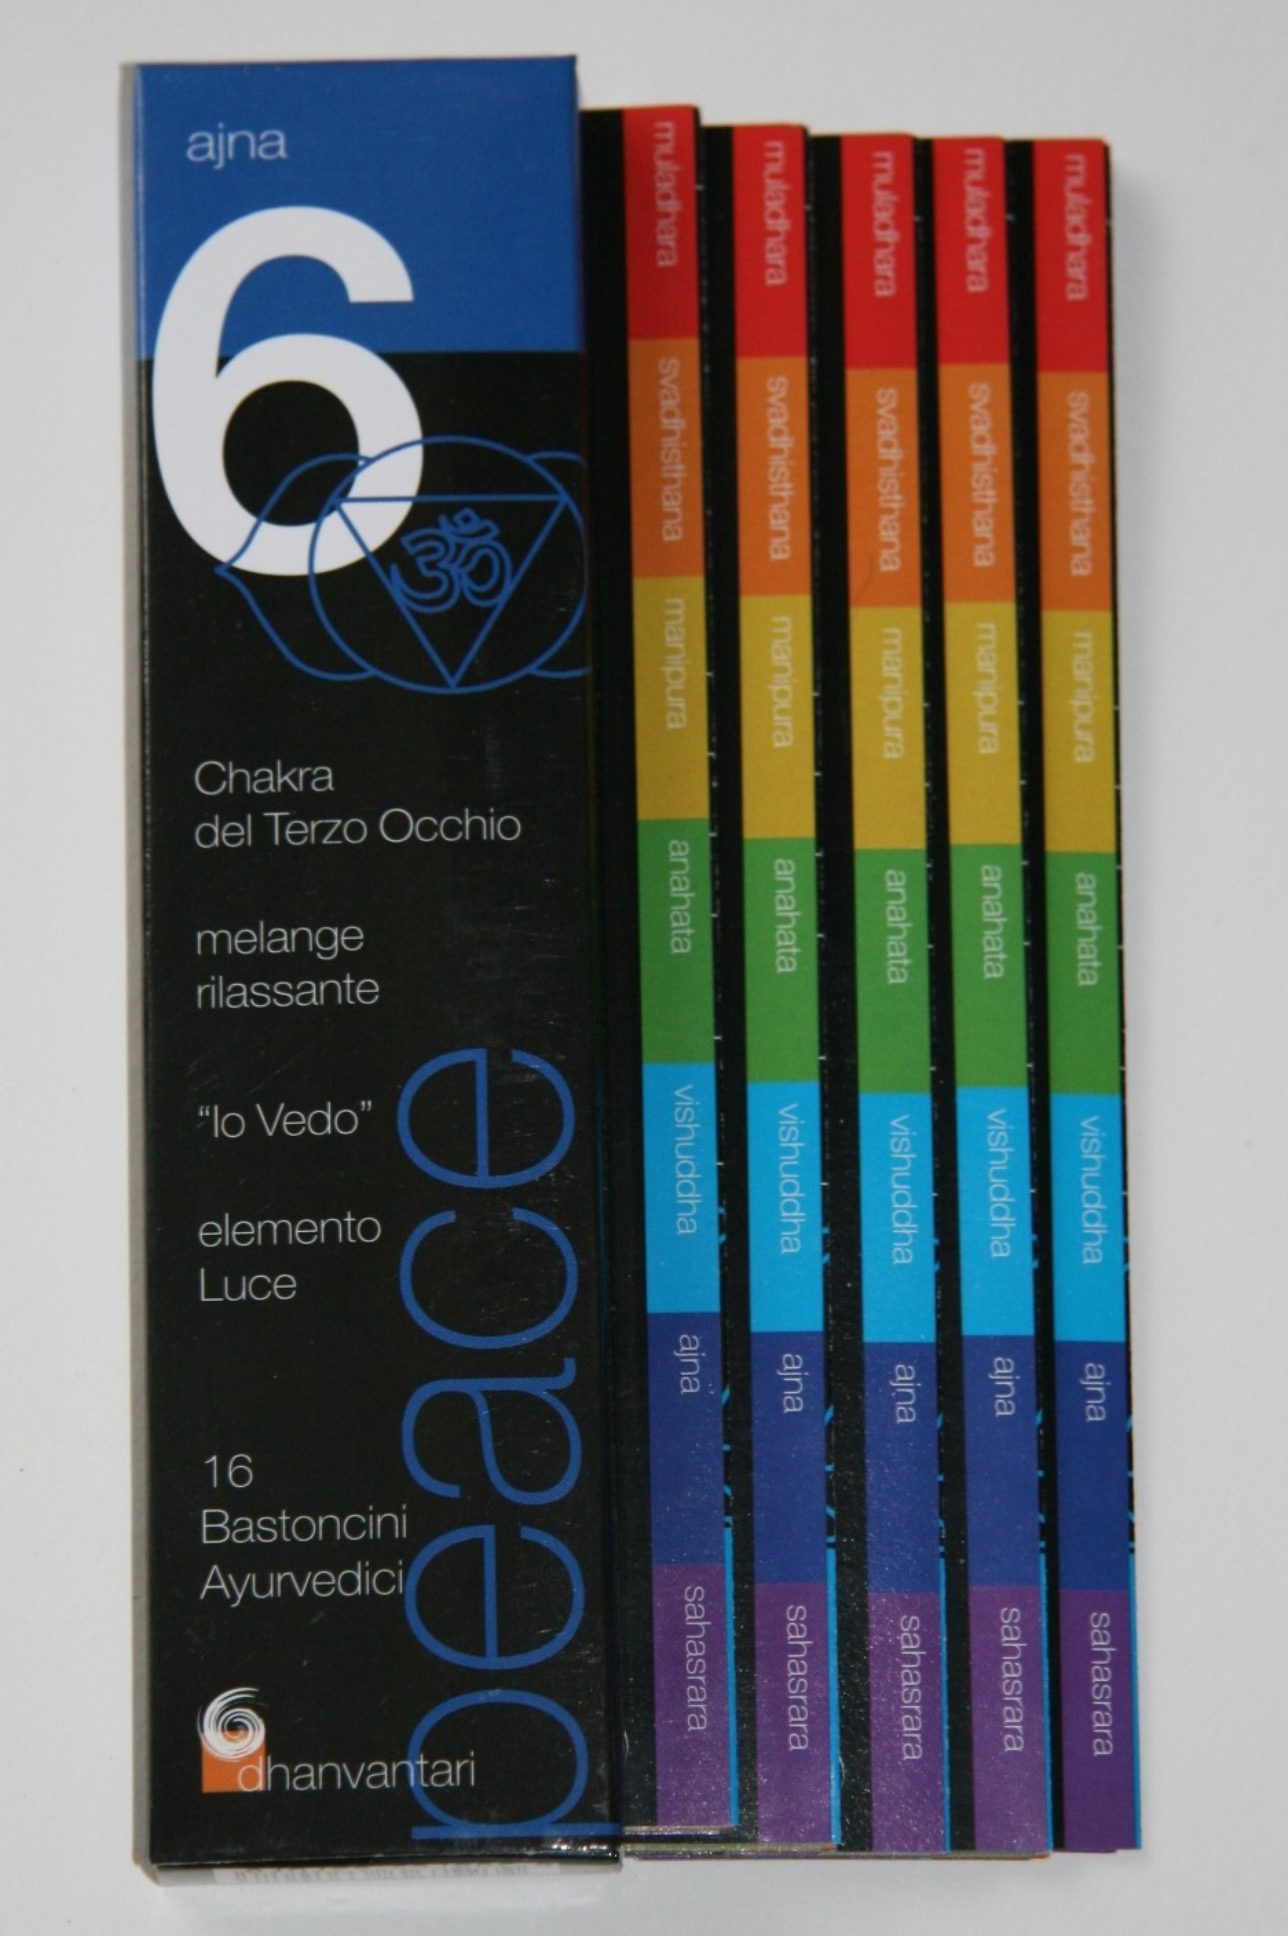 ajna
6
ॐ
Chakra
del Terzo Occhio
melange
rilassante
“Io Vedo”
elemento
Luce
16
Bastoncini
Ayurvedici
peace
dhanvantari
muladhara
svadhisthana
manipura
anahata
vishuddha
ajna
sahasrara
muladhara
svadhisthana
manipura
anahata
vishuddha
ajna
sahasrara
muladhara
svadhisthana
manipura
anahata
vishuddha
ajna
sahasrara
muladhara
svadhisthana
manipura
anahata
vishuddha
ajna
sahasrara
muladhara
svadhisthana
manipura
anahata
vishuddha
ajna
sahasrara